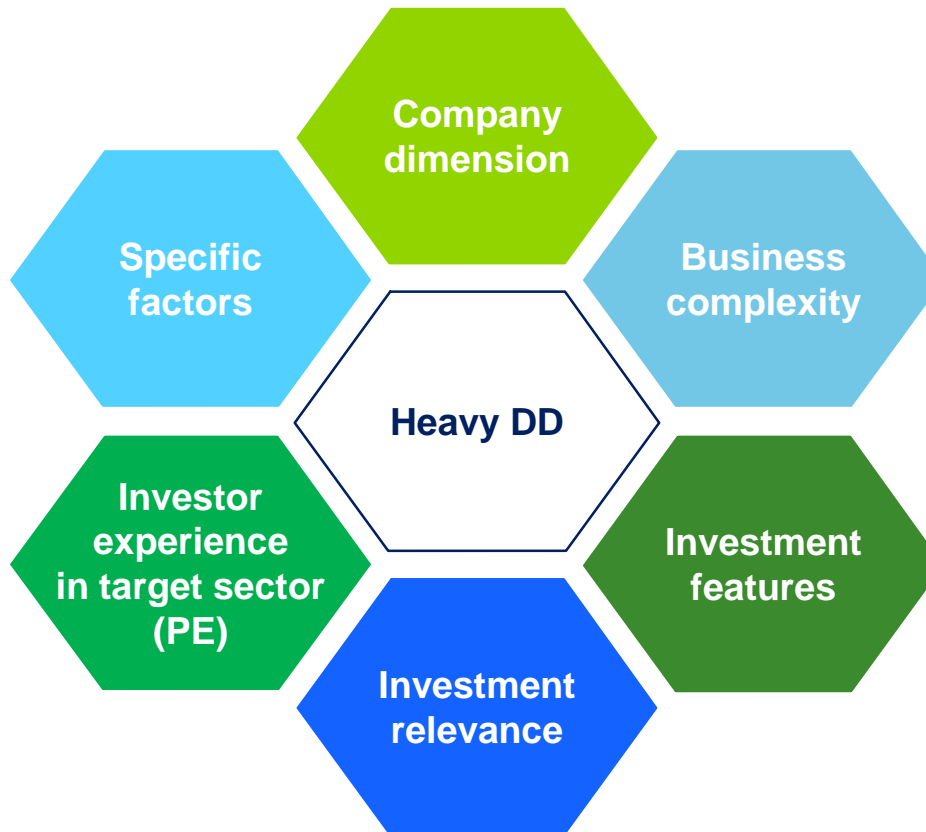 Company
dimension
Specific
factors
Business
complexity
Heavy DD
Investor
experience
in target sector
(PE)
Investment
features
Investment
relevance